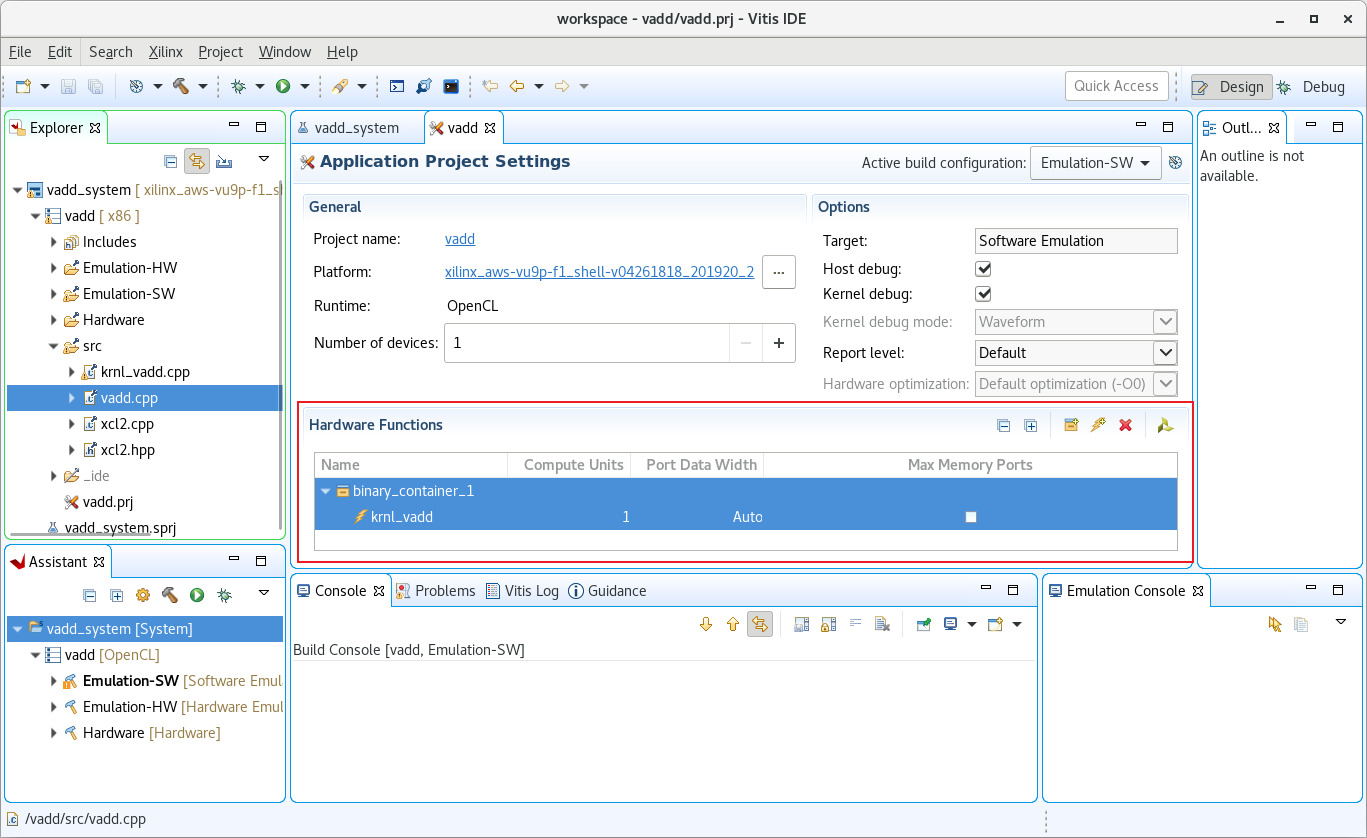 workspace - vadd/vadd.prj - Vitis IDE
File Edit Search Xilinx Project Window Help
Quick Access
Design
Debug
Explorer
vadd_system [ xilinx_aws-vu9p-f1_s
vadd [ x86 ]
Includes
Emulation-HW
Emulation-SW
Hardware
src
krnl_vadd.cpp
vadd.cpp
xcl2.cpp
xcl2.hpp
_ide
vadd.prj
vadd_system.sprj
Assistant
vadd_system [System]
vadd [OpenCL]
Emulation-SW [Software Emul
Emulation-HW [Hardware Emul
Hardware [Hardware]
vadd_system
vadd
Application Project Settings
Active build configuration: Emulation-SW
General
Project name: vadd
Platform: xilinx_aws-vu9p-f1_shell-v04261818_201920_2 ...
Runtime: OpenCL
Number of devices: 1 − +
Options
Target: Software Emulation
Host debug:
Kernel debug:
Kernel debug mode: Waveform
Report level: Default
Hardware optimization: Default optimization (-O0)
Hardware Functions
Name Compute Units Port Data Width Max Memory Ports
binary_container_1
krnl_vadd 1 Auto
Outl...
An outline is not
available.
Console Problems Vitis Log Guidance
Build Console [vadd, Emulation-SW]
Emulation Console
/vadd/src/vadd.cpp